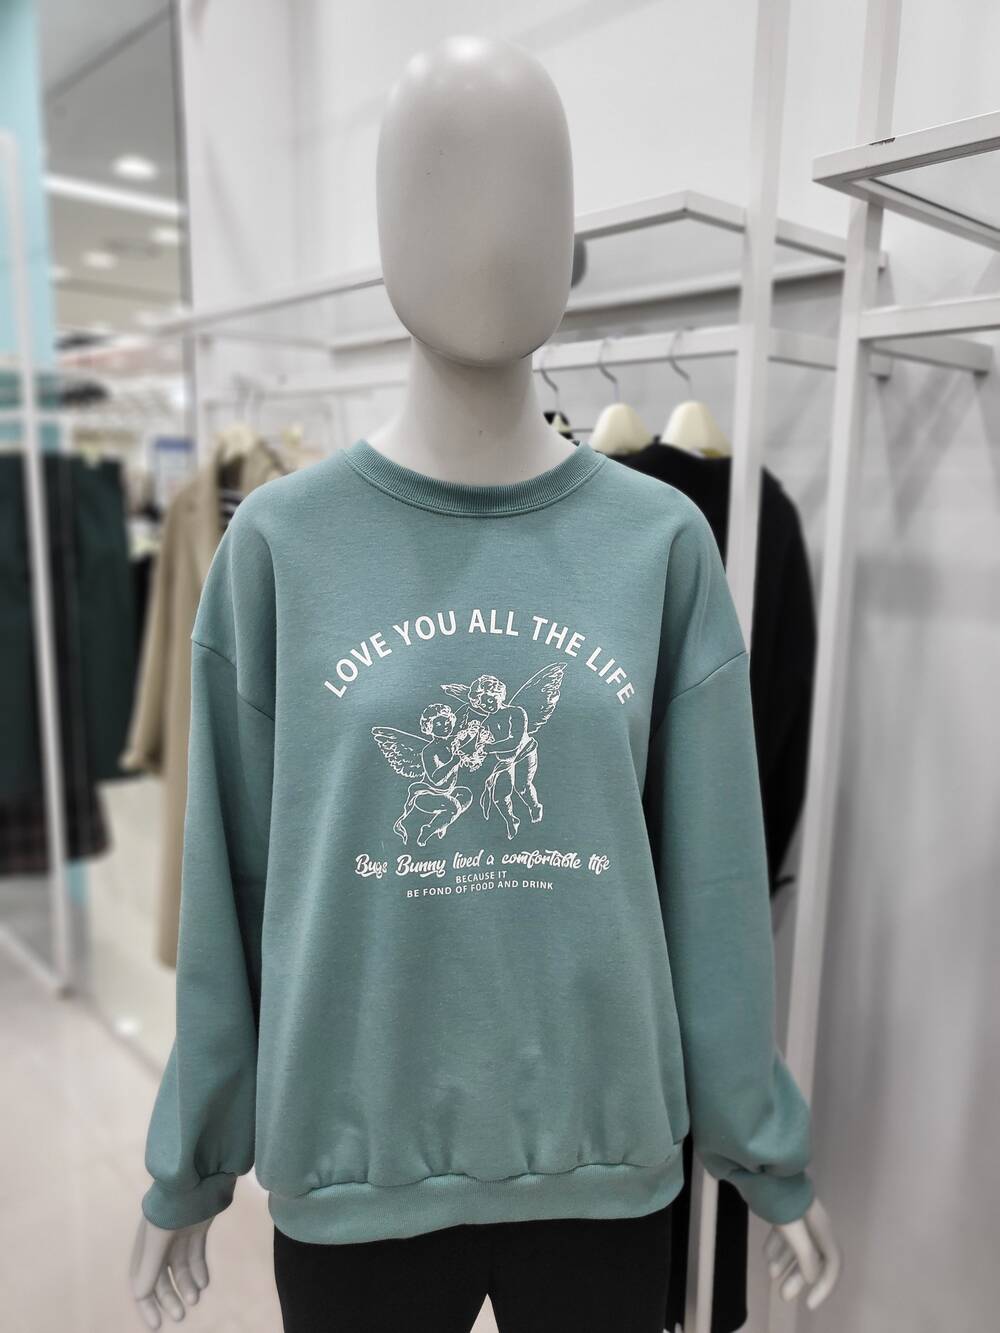 LOVE YOU ALL THE LIFE
Bugs Bunny lived a comfortable life
BECAUSE IT
BE FOND OF FOOD AND DRINK